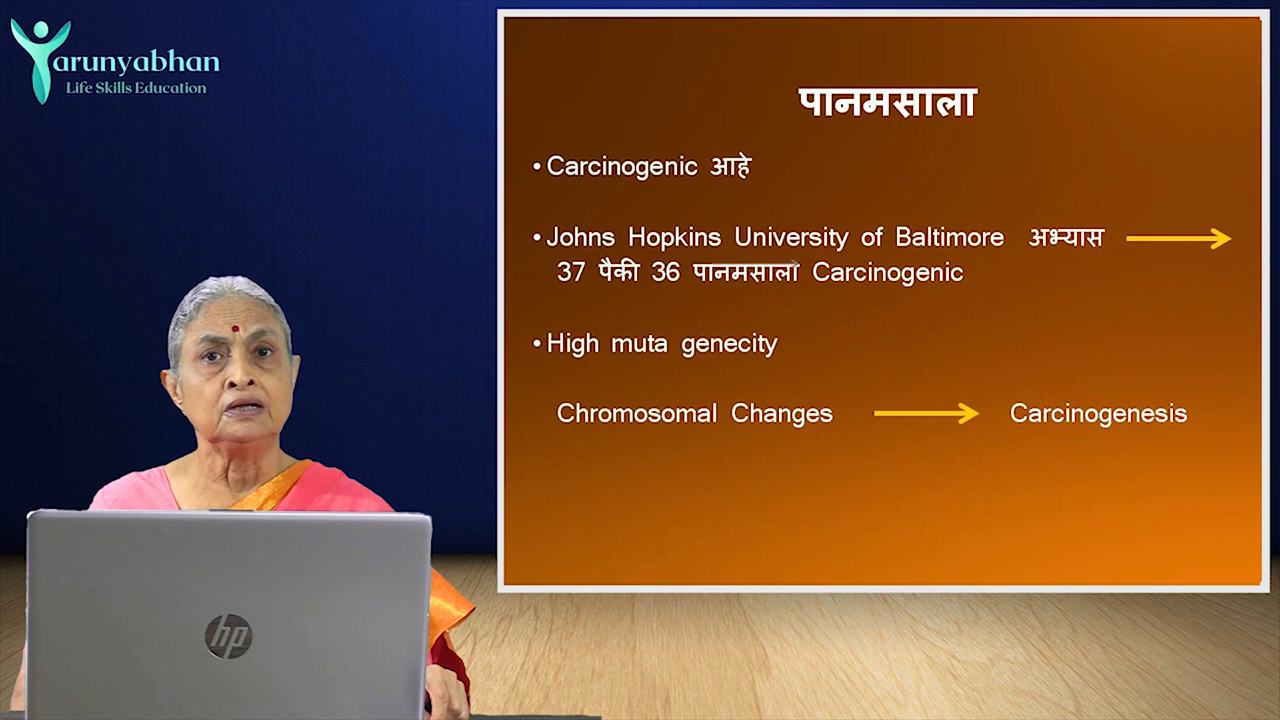 arunyabhan
Life Skills Education
पानमसाला
• Carcinogenic आहे
• Johns Hopkins University of Baltimore अभ्यास
37 पैकी 36 पानमसाला Carcinogenic
• High muta genecity
Chromosomal Changes Carcinogenesis
hp